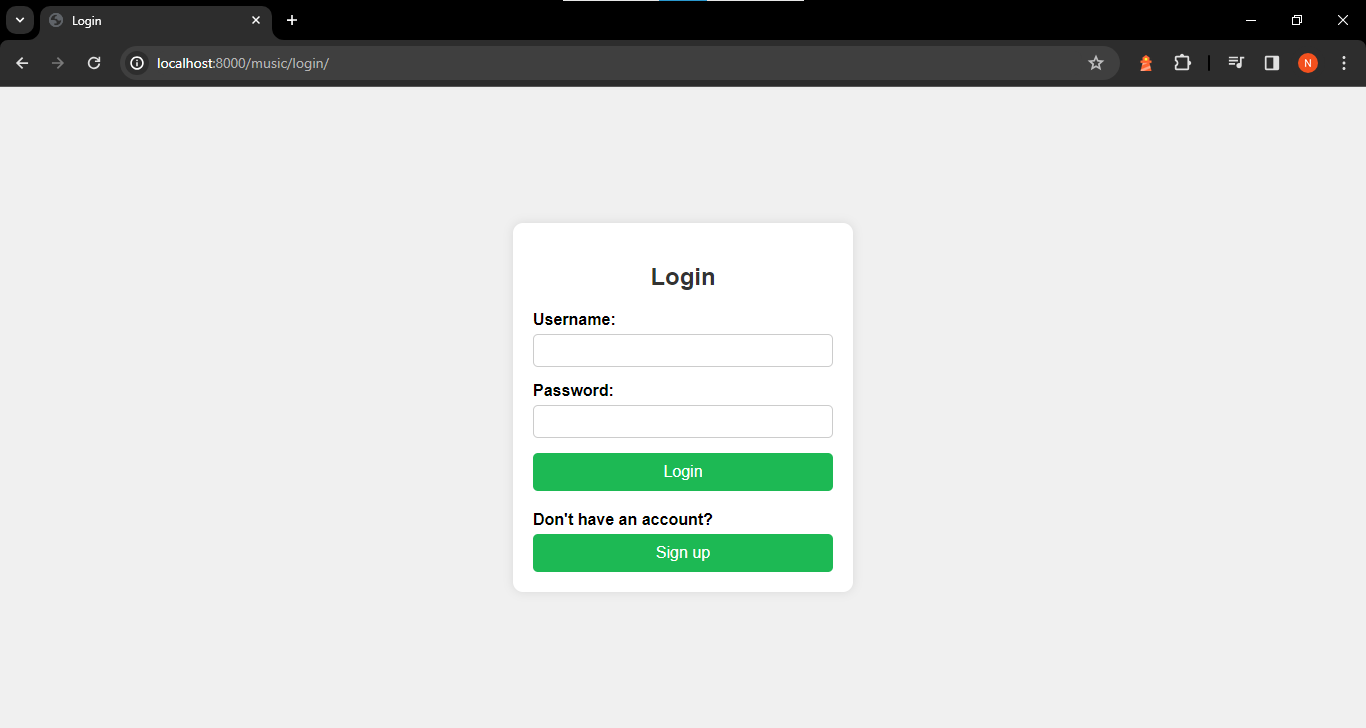 Login
localhost:8000/music/login/
N
Login
Username:
Password:
Login
Don't have an account?
Sign up